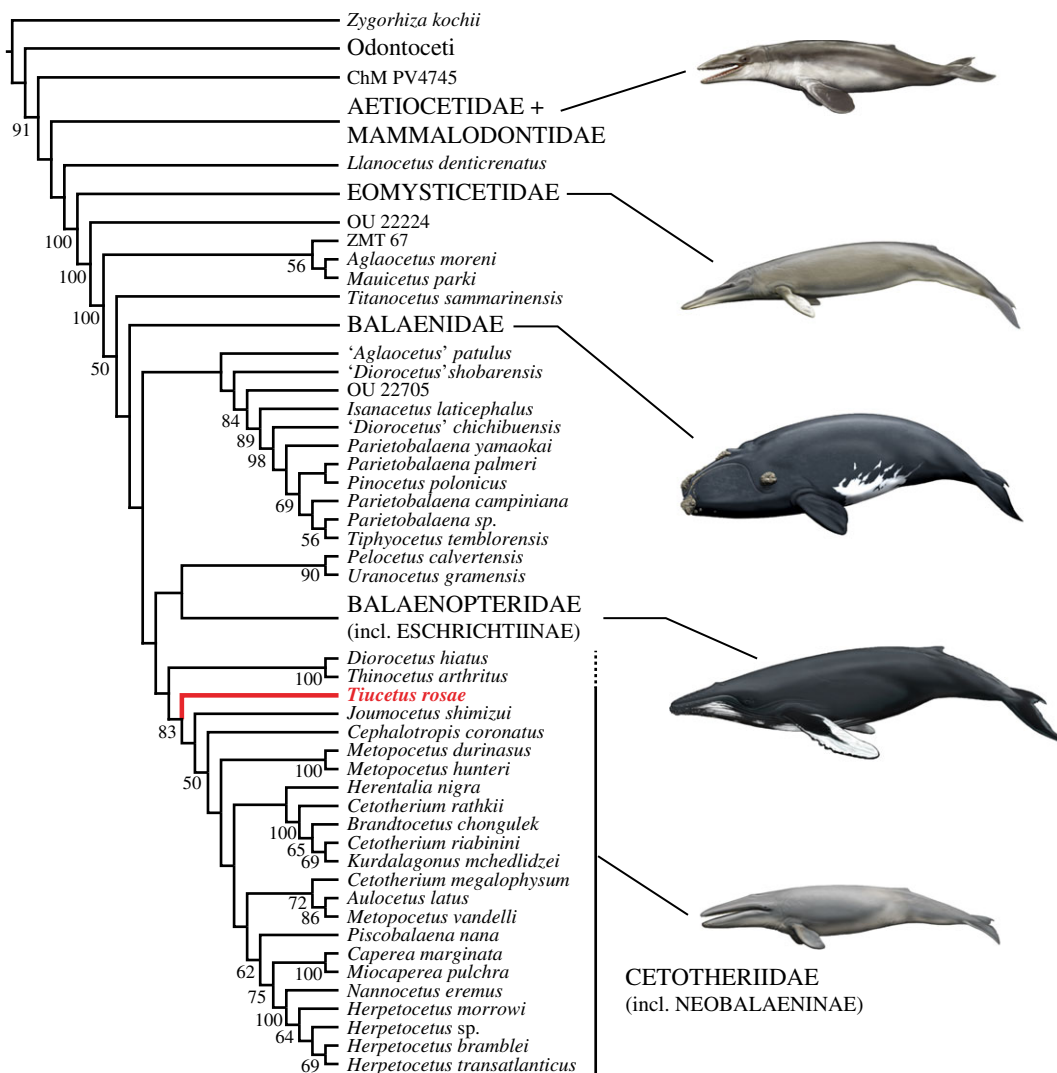 Zygorhiza kochii
Odontoceti
ChM PV4745
91
AETIOCETIDAE +
MAMMALODONTIDAE
Llanocetus denticrenatus
EOMYSTICETIDAE
OU 22224
100
ZMT 67
Aglaocetus moreni
56
100
Mauicetus parki
Titanocetus sammarinensis
100
BALAENIDAE
'Aglaocetus' patulus
50
'Diorocetus' shobarensis
OU 22705
Isanacetus laticephalus
84
'Diorocetus' chichibuensis
89
Parietobalaena yamaokai
98
Parietobalaena palmeri
Pinocetus polonicus
Parietobalaena campiniana
69
Parietobalaena sp.
Tiphyocetus temblorensis
56
Pelocetus calvertensis
Uranocetus gramensis
90
BALAENOPTERIDAE
(incl. ESCHRICHTIINAE)
Diorocetus hiatus
Thinocetus arthritus
100
Tiucetus rosae
Joumocetus shimizui
83
Cephalotropis coronatus
Metopocetus durinasus
Metopocetus hunteri
100
50
Herentalia nigra
Cetotherium rathkii
Brandtocetus chongulek
100
Cetotherium riabinini
65
Kurdalagonus mchedlidzei
69
Cetotherium megalophysum
Aulocetus latus
72
Metopocetus vandelli
86
Piscobalaena nana
Caperea marginata
62
Miocaperea pulchra
100
CETOTHERIIDAE
(incl. NEOBALAENINAE)
Nannocetus eremus
75
Herpetocetus morrowi
100
Herpetocetus sp.
64
Herpetocetus bramblei
Herpetocetus transatlanticus
69